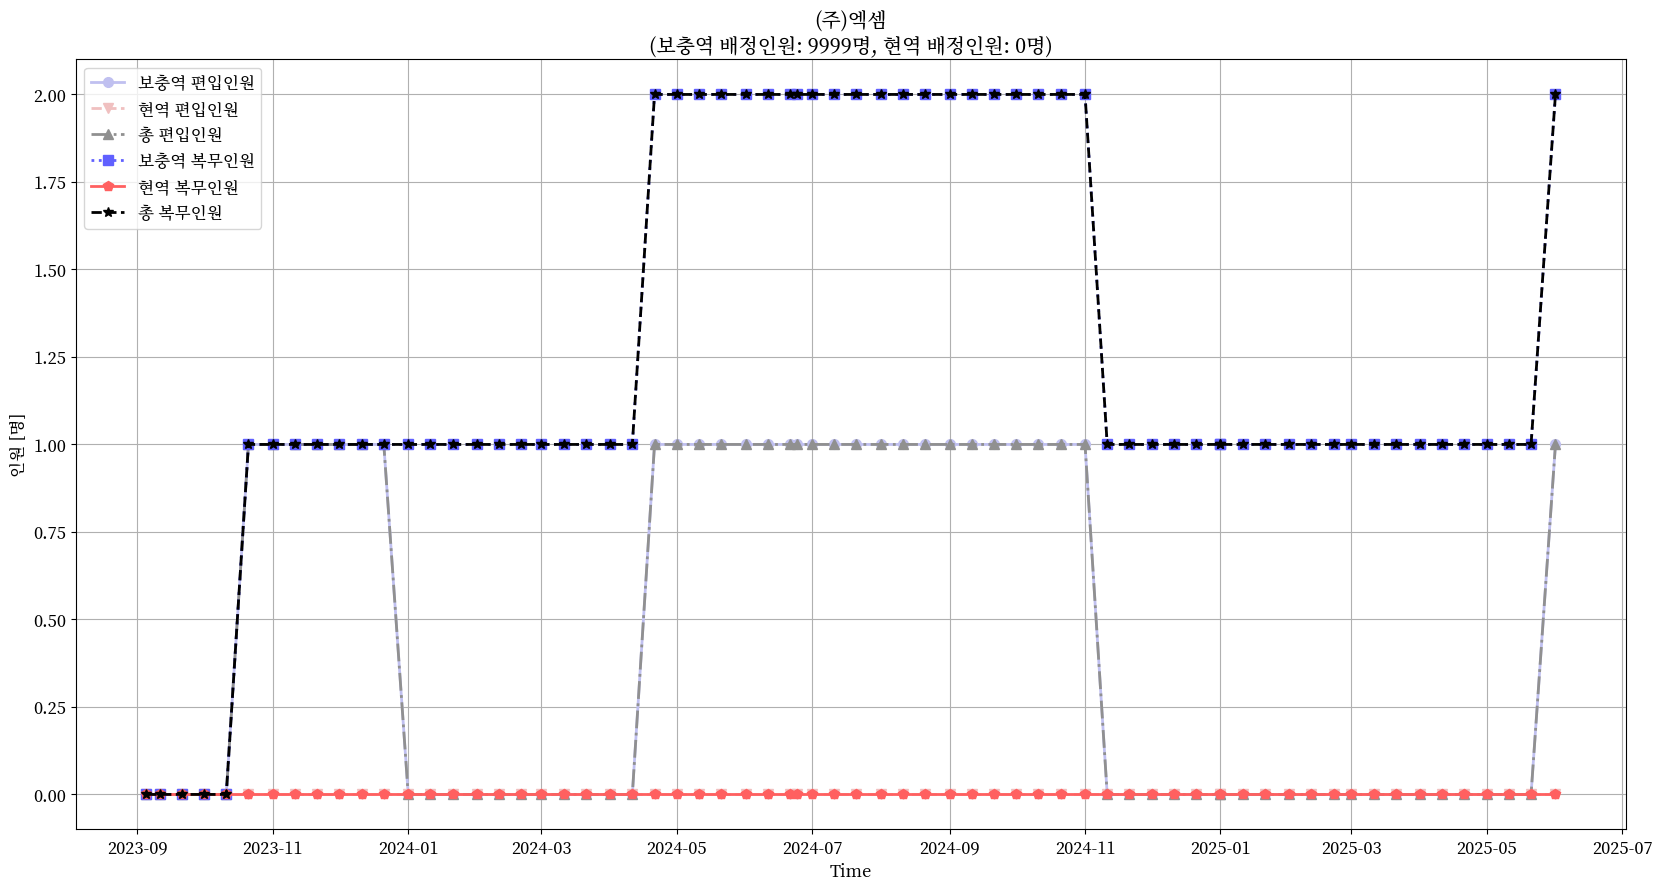 (주)엑셈
(보충역 배정인원: 9999명, 현역 배정인원: 0명)
보충역 편입인원
현역 편입인원
총 편입인원
보충역 복무인원
현역 복무인원
총 복무인원
인원 [명]
2.00
1.75
1.50
1.25
1.00
0.75
0.50
0.25
0.00
2023-09 2023-11 2024-01 2024-03 2024-05 2024-07 2024-09 2024-11 2025-01 2025-03 2025-05 2025-07
Time